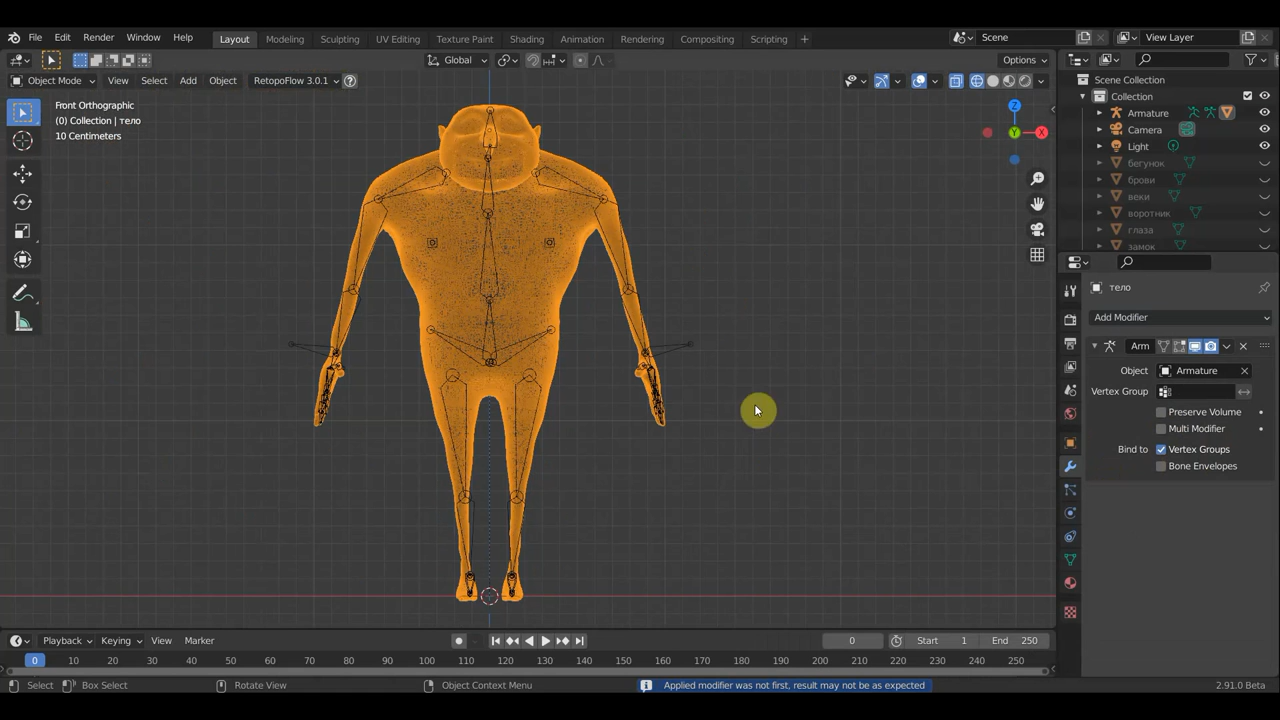 File Edit Render Window Help Layout Modeling Sculpting UV Editing Texture Paint Shading Animation Rendering Compositing Scripting + Scene View Layer
Object Mode View Select Add Object RetopoFlow 3.0.1 Global Options
Front Orthographic
(0) Collection | тело
10 Centimeters
Z
Y
X
Scene Collection
Collection
Armature
Camera
Light
бегунок
брови
веки
воротник
глаза
замок
тело
Add Modifier
Arm
Object Armature
Vertex Group
Preserve Volume
Multi Modifier
Bind to Vertex Groups
Bone Envelopes
Playback Keying View Marker 0 Start 1 End 250
0 10 20 30 40 50 60 70 80 90 100 110 120 130 140 150 160 170 180 190 200 210 220 230 240 250
Select Box Select Rotate View Object Context Menu Applied modifier was not first, result may not be as expected 2.91.0 Beta